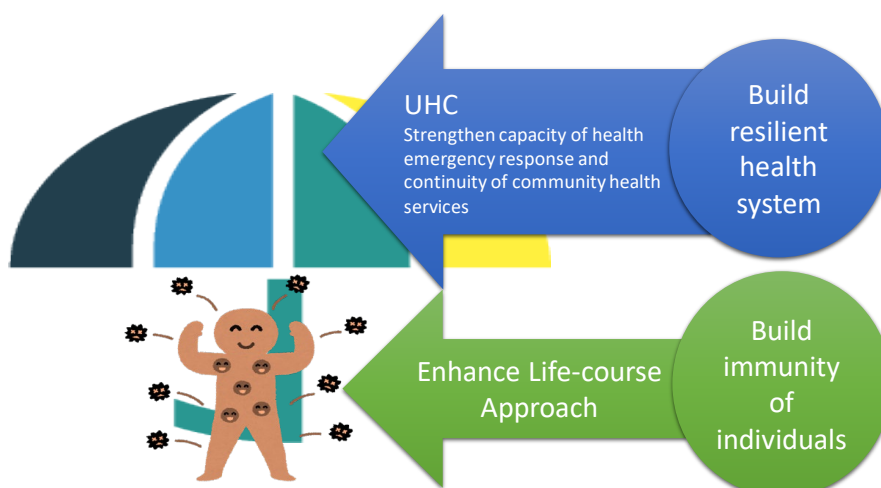 UHC
Strengthen capacity of health
emergency response and
continuity of community health
services
Build
resilient
health
system
Enhance Life-course
Approach
Build
immunity
of
individuals